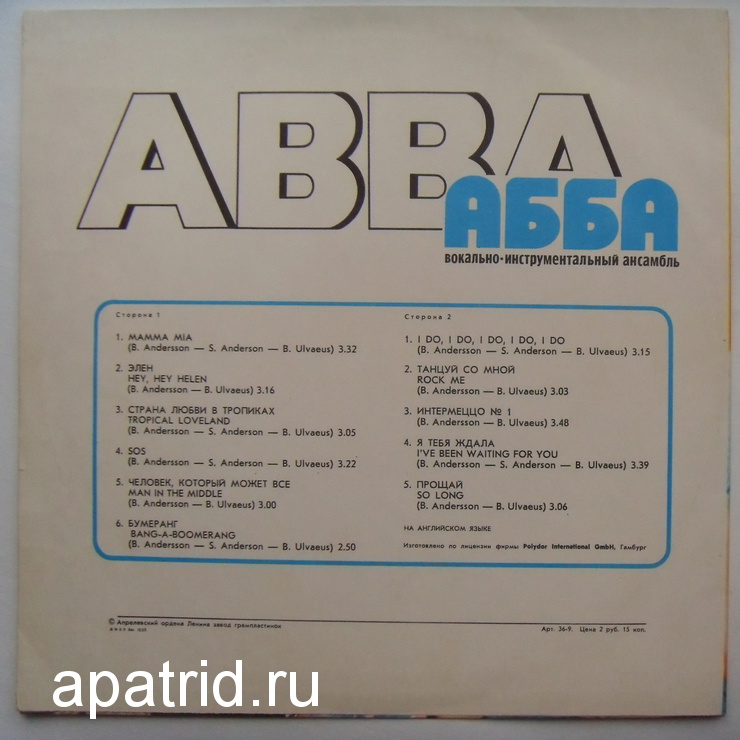 ABBA
АББА
вокально-инструментальный ансамбль
Сторона 1
1. MAMMA MIA
(B. Andersson — S. Anderson — B. Ulvaeus) 3.32
2. ЭЛЕН
HEY, HEY HELEN
(B. Andersson — B. Ulvaeus) 3.16
3. СТРАНА ЛЮБВИ В ТРОПИКАХ
TROPICAL LOVELAND
(B. Andersson — S. Anderson — B. Ulvaeus) 3.05
4. SOS
(B. Andersson — S. Anderson — B. Ulvaeus) 3.22
5. ЧЕЛОВЕК, КОТОРЫЙ МОЖЕТ ВСЕ
MAN IN THE MIDDLE
(B. Andersson — B. Ulvaeus) 3.00
6. БУМЕРАНГ
BANG-A-BOOMERANG
(B. Andersson — S. Anderson — B. Ulvaeus) 2.50
Сторона 2
1. I DO, I DO, I DO, I DO, I DO
(B. Andersson — S. Anderson — B. Ulvaeus) 3.15
2. ТАНЦУЙ СО МНОЙ
ROCK ME
(B. Andersson — B. Ulvaeus) 3.03
3. ИНТЕРМЕЦЦО № 1
(B. Andersson — B. Ulvaeus) 3.48
4. Я ТЕБЯ ЖДАЛА
I'VE BEEN WAITING FOR YOU
(B. Andersson — S. Anderson — B. Ulvaeus) 3.39
5. ПРОЩАЙ
SO LONG
(B. Andersson — B. Ulvaeus) 3.06
НА АНГЛИЙСКОМ ЯЗЫКЕ
Изготовлено по лицензии фирмы Polydor International GmbH, Гамбург
© Апрелевский ордена Ленина завод грампластинок
Арт. 36-9. Цена 2 руб. 15 коп.
apatrid.ru